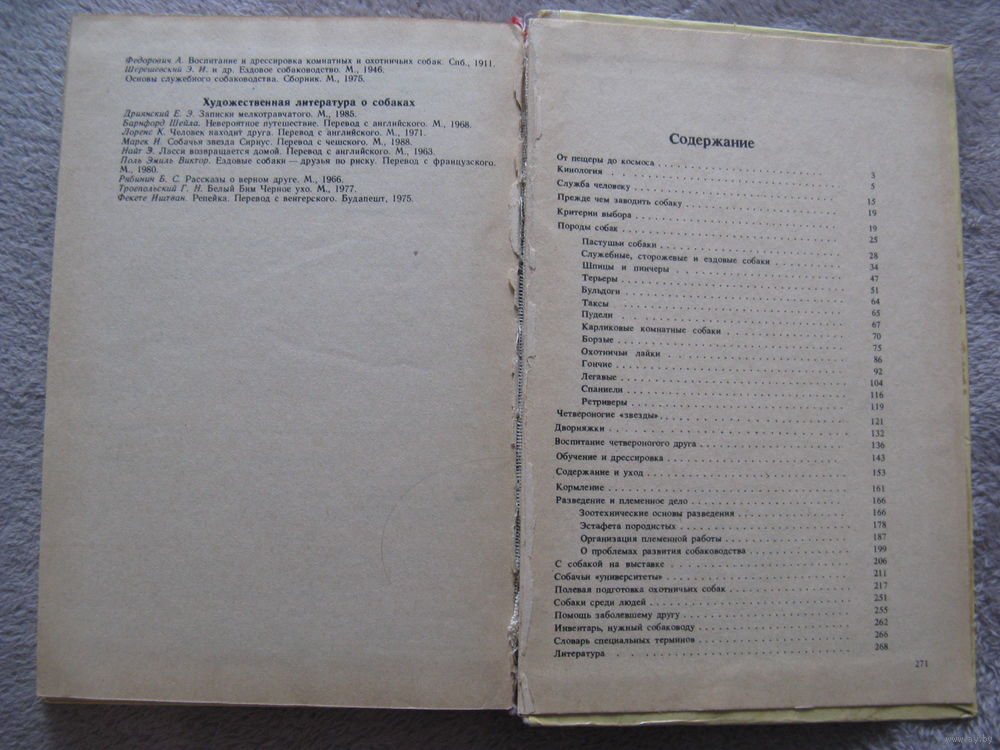 Федорович А. Воспитание и дрессировка комнатных и охотничьих собак. Спб., 1911.
Шерешевский Э. И. и др. Ездовое собаководство. М., 1946.
Основы служебного собаководства. Сборник. М., 1975.
Художественная литература о собаках
Дриянский Е. Э. Записки мелкотравчатого. М., 1985.
Барнфорд Шейла. Невероятное путешествие. Перевод с английского. М., 1968.
Лоренс К. Человек находит друга. Перевод с английского. М., 1971.
Марек И. Собачья звезда Сириус. Перевод с чешского. М., 1988.
Найт Э. Ласси возвращается домой. Перевод с английского. М., 1963.
Поль Эмиль Виктор. Ездовые собаки — друзья по риску. Перевод с французского.
М., 1980.
Рябинин Б. С. Рассказы о верном друге. М., 1966.
Троепольский Г. Н. Белый Бим Черное ухо. М., 1977.
Фекете Иштван. Репейка. Перевод с венгерского. Будапешт, 1975.
Содержание
От пещеры до космоса 3
Кинология 5
Служба человеку 15
Прежде чем заводить собаку 19
Критерии выбора 19
Породы собак 25
Пастушьи собаки 28
Служебные, сторожевые и ездовые собаки 34
Шпицы и пинчеры 47
Терьеры 51
Бульдоги 64
Таксы 65
Пудели 67
Карликовые комнатные собаки 70
Борзые 75
Охотничьи лайки 86
Гончие 92
Легавые 104
Спаниели 116
Ретриверы 119
Четвероногие «звезды» 121
Дворняжки 132
Воспитание четвероногого друга 136
Обучение и дрессировка 143
Содержание и уход 153
Кормление 161
Разведение и племенное дело 166
Зоотехнические основы разведения 166
Эстафета породистых 178
Организация племенной работы 187
О проблемах развития собаководства 199
С собакой на выставке 206
Собачьи «университеты» 211
Полевая подготовка охотничьих собак 217
Собаки среди людей 251
Помощь заболевшему другу 255
Инвентарь, нужный собаководу 262
Словарь специальных терминов 266
Литература 268
271
www.ay.by